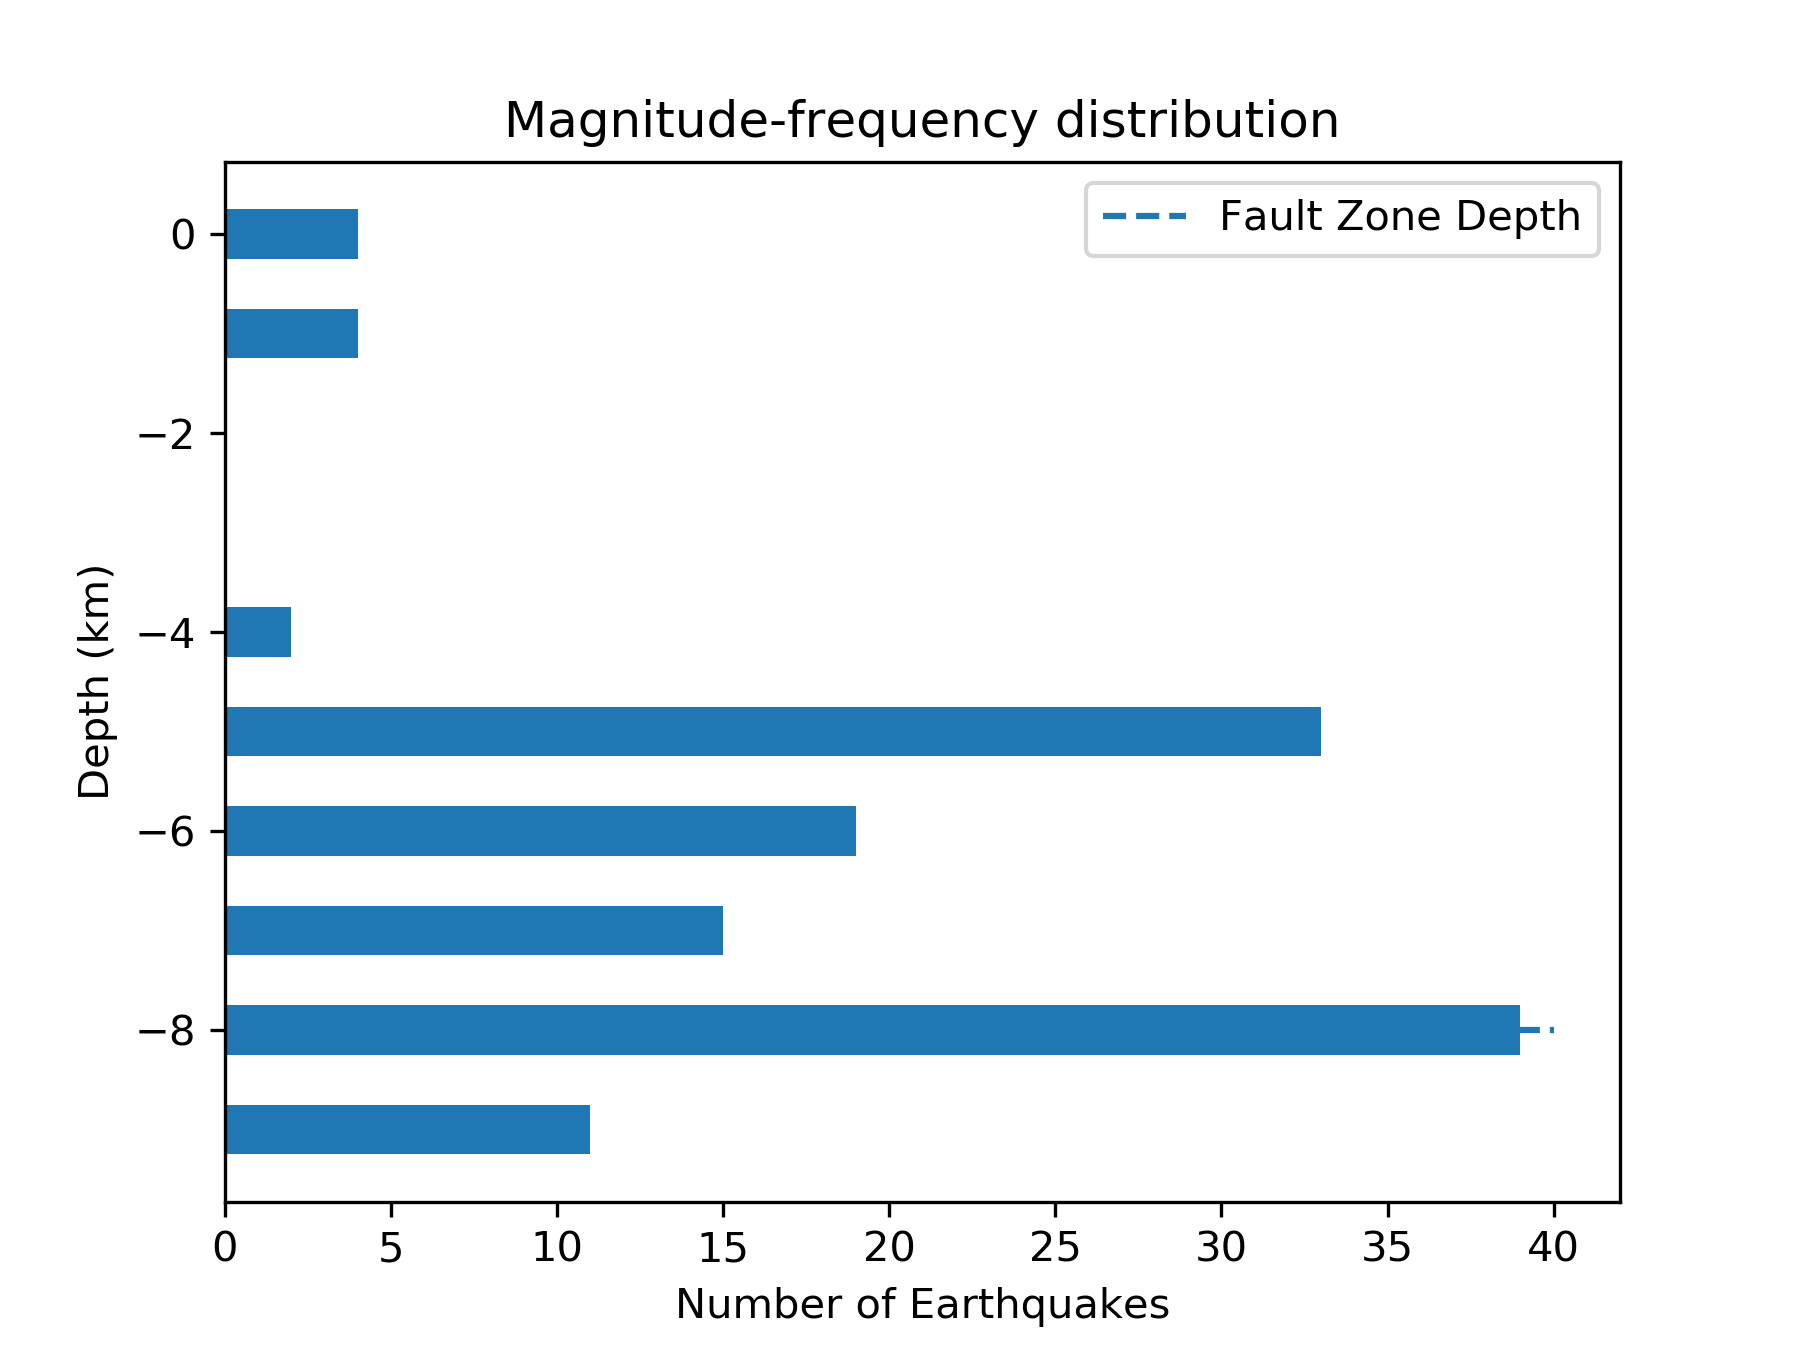 Magnitude-frequency distribution
Fault Zone Depth
0
−2
−4
−6
−8
Depth (km)
0 5 10 15 20 25 30 35 40
Number of Earthquakes